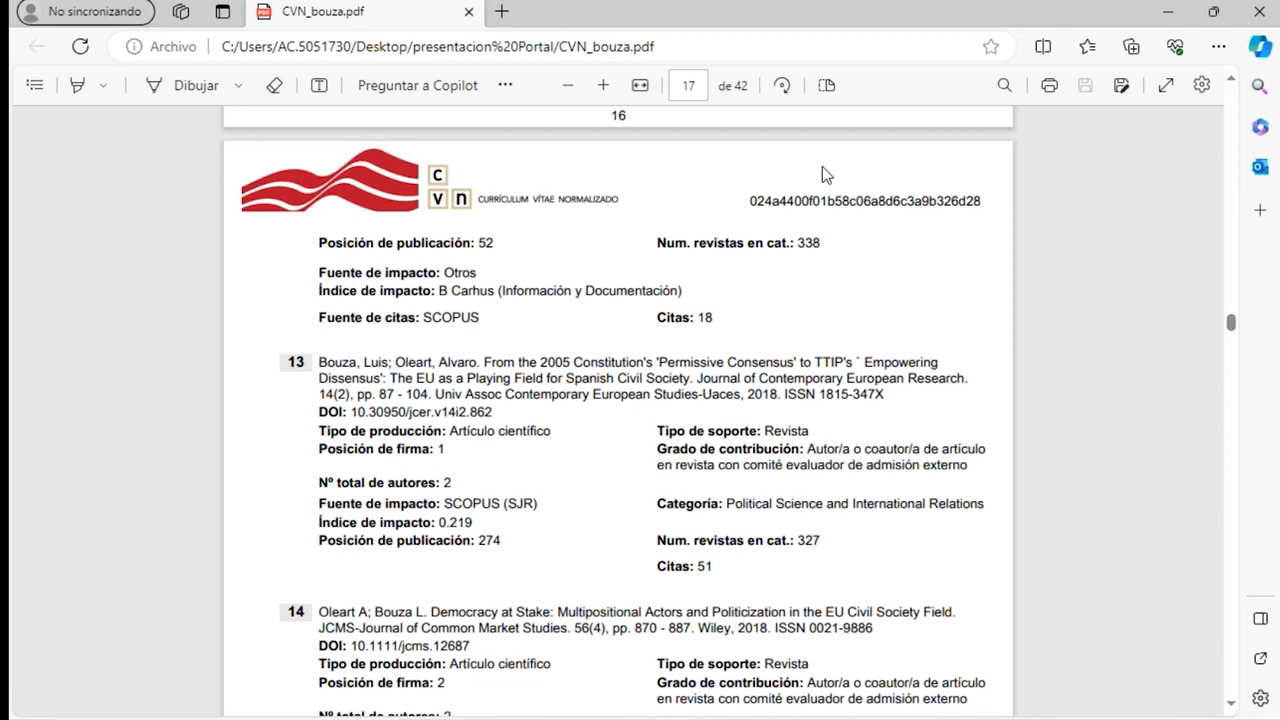 No sincronizando
CVN_bouza.pdf
Archivo
C:/Users/AC.5051730/Desktop/presentacion%20Portal/CVN_bouza.pdf
Dibujar
Preguntar a Copilot
17 de 42
16
c
v n CURRÍCULUM VÍTAE NORMALIZADO
024a4400f01b58c06a8d6c3a9b326d28
Posición de publicación: 52 Num. revistas en cat.: 338
Fuente de impacto: Otros
Índice de impacto: B Carhus (Información y Documentación)
Fuente de citas: SCOPUS Citas: 18
13 Bouza, Luis; Oleart, Alvaro. From the 2005 Constitution's 'Permissive Consensus' to TTIP's ` Empowering
Dissensus': The EU as a Playing Field for Spanish Civil Society. Journal of Contemporary European Research.
14(2), pp. 87 - 104. Univ Assoc Contemporary European Studies-Uaces, 2018. ISSN 1815-347X
DOI: 10.30950/jcer.v14i2.862
Tipo de producción: Artículo científico Tipo de soporte: Revista
Posición de firma: 1 Grado de contribución: Autor/a o coautor/a de artículo
en revista con comité evaluador de admisión externo
Nº total de autores: 2
Fuente de impacto: SCOPUS (SJR) Categoría: Political Science and International Relations
Índice de impacto: 0.219
Posición de publicación: 274 Num. revistas en cat.: 327
Citas: 51
14 Oleart A; Bouza L. Democracy at Stake: Multipositional Actors and Politicization in the EU Civil Society Field.
JCMS-Journal of Common Market Studies. 56(4), pp. 870 - 887. Wiley, 2018. ISSN 0021-9886
DOI: 10.1111/jcms.12687
Tipo de producción: Artículo científico Tipo de soporte: Revista
Posición de firma: 2 Grado de contribución: Autor/a o coautor/a de artículo
en revista con comité evaluador de admisión externo
Nº total de autores: 2